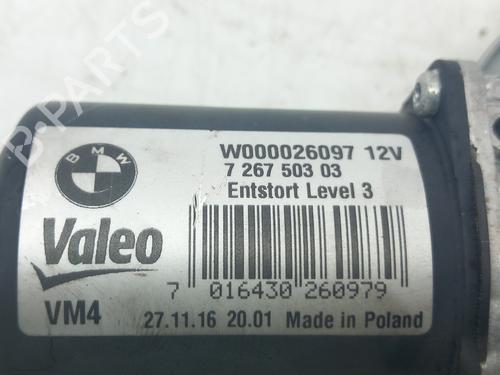 B-PARTS
BMW
W000026097 12V
7 267 503 03
Entstort Level 3
Valeo
VM4
7 016430 260979
27.11.16 20.01 Made in Poland